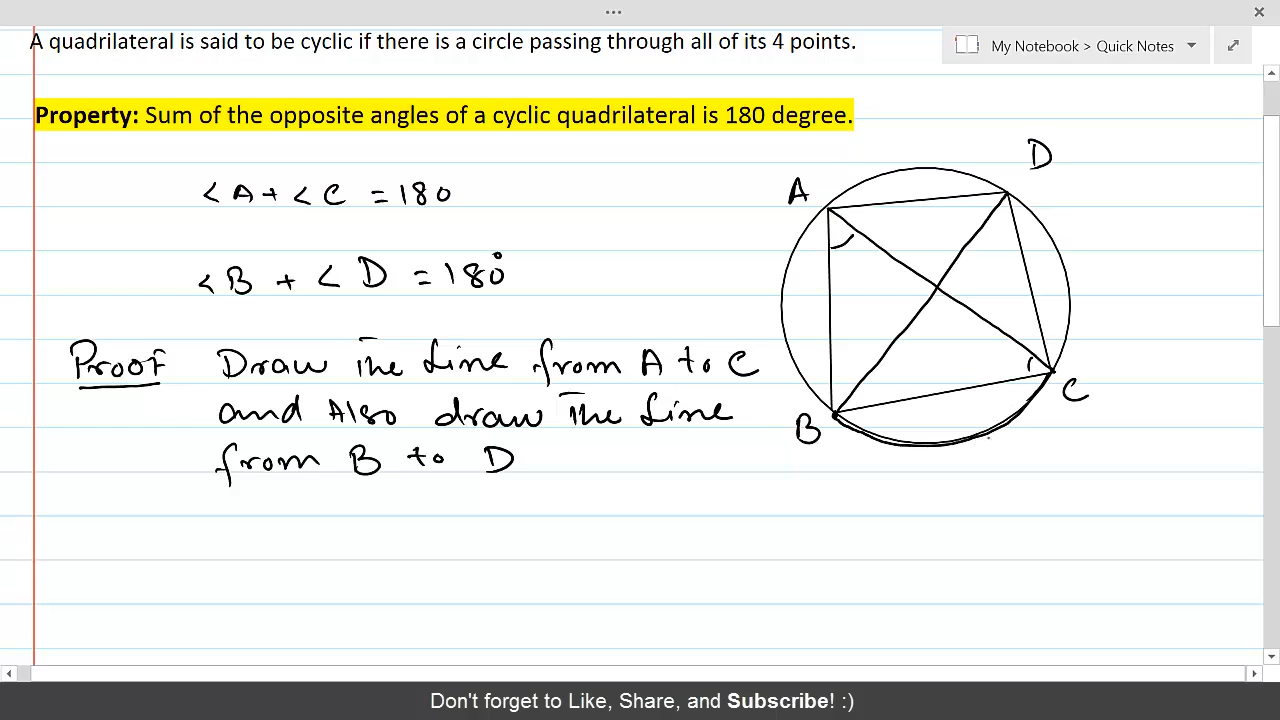 A quadrilateral is said to be cyclic if there is a circle passing through all of its 4 points.
My Notebook > Quick Notes
Property: Sum of the opposite angles of a cyclic quadrilateral is 180 degree.
<A+<C =180
<B + <D =180°
Proof Draw the Line from A to C
and Also draw the Line
from B to D
A
D
B
C
Don't forget to Like, Share, and Subscribe! :)